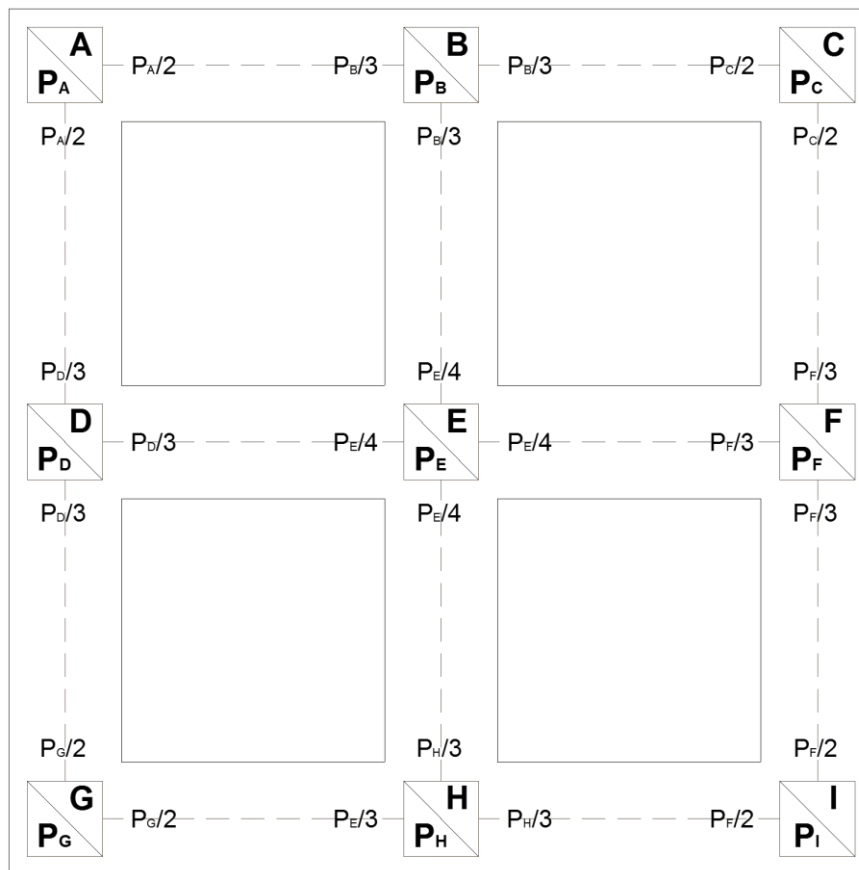 A B C
P_A P_A/2 P_B/3 P_B P_B/3 P_C/2 P_C
P_A/2 P_B/3 P_C/2
P_D/3 P_E/4 P_F/3
D E F
P_D P_D/3 P_E/4 P_E P_E/4 P_F/3 P_F
P_D/3 P_E/4 P_F/3
P_G/2 P_H/3 P_F/2
G H I
P_G P_G/2 P_E/3 P_H P_H/3 P_F/2 P_I